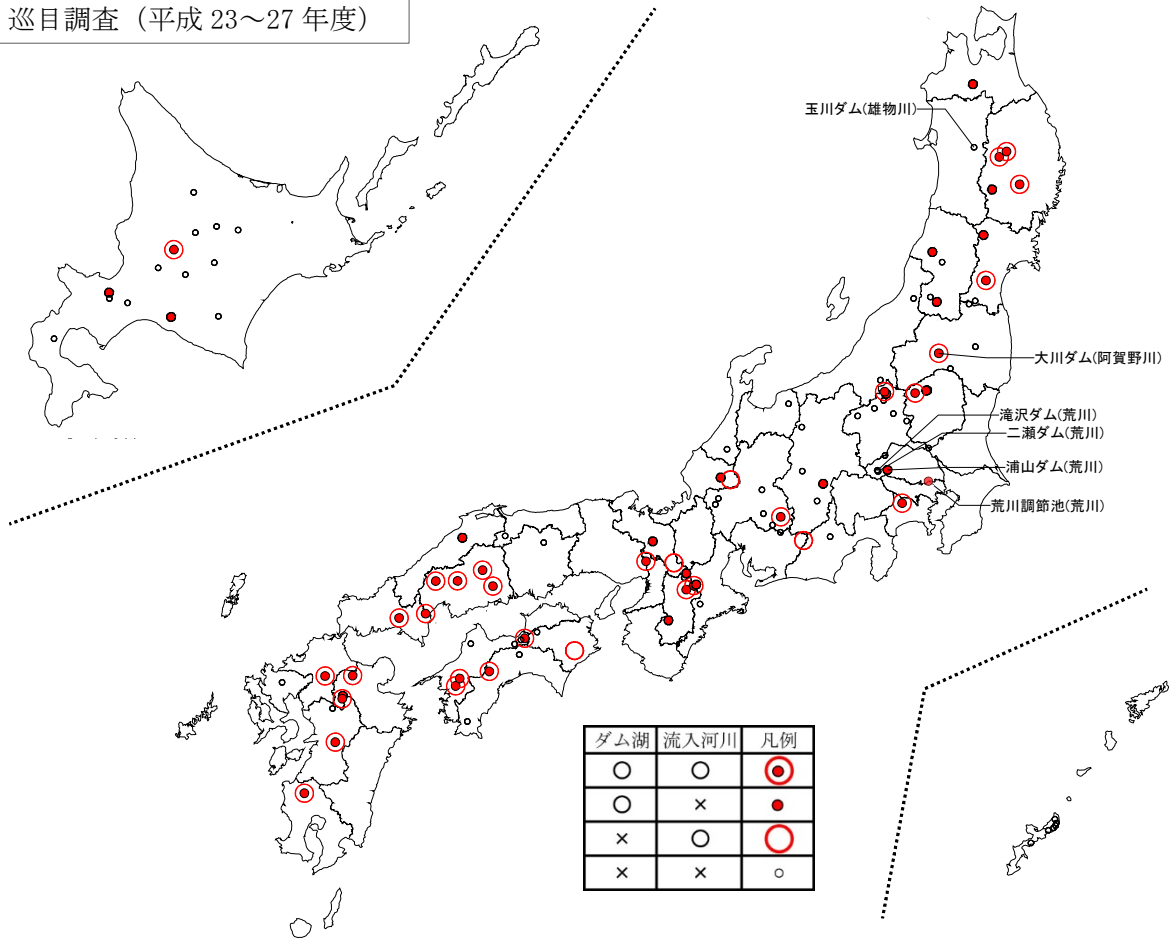 巡目調査（平成 23～27 年度）
玉川ダム(雄物川)
大川ダム(阿賀野川)
滝沢ダム(荒川)
二瀬ダム(荒川)
浦山ダム(荒川)
荒川調節池(荒川)
ダム湖 流入河川 凡例
○ ○
○ ×
× ○
× ×